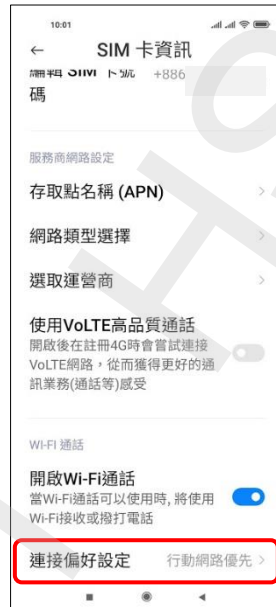 10:01
SIM 卡資訊
編輯 SIM 卡號 +886
碼
服務商網路設定
存取點名稱 (APN)
網路類型選擇
選取運營商
使用VoLTE高品質通話
開啟後在註冊4G時會嘗試連接
VoLTE網路，從而獲得更好的通
訊業務(通話等)感受
WI-FI 通話
開啟Wi-Fi通話
當Wi-Fi通話可以使用時, 將使用
Wi-Fi接收或撥打電話
連接偏好設定 行動網路優先